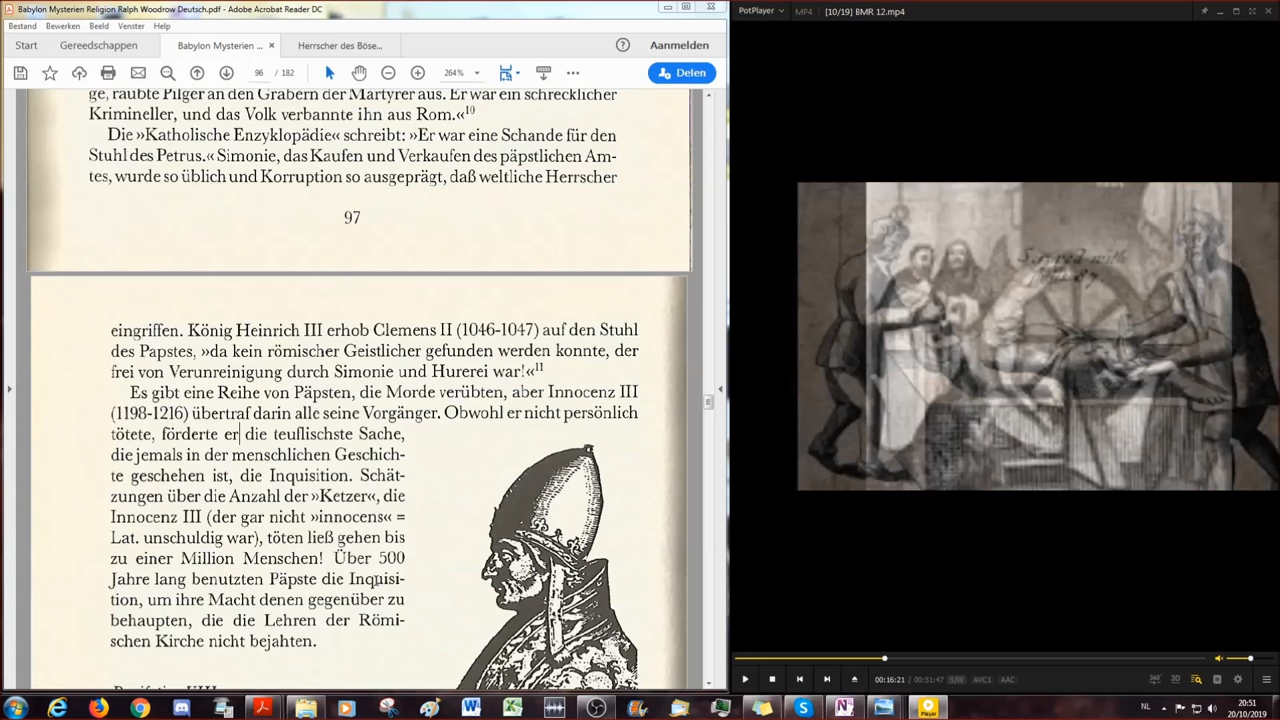 Babylon Mysterien Religion Ralph Woodrow Deutsch.pdf - Adobe Acrobat Reader DC
Bestand Bewerken Beeld Venster Help
Start Gereedschappen Babylon Mysterien ... × Herrscher des Böse... Aanmelden
96 / 182 264% Delen
ge, raubte Pilger an den Gräbern der Märtyrer aus. Er war ein schrecklicher
Krimineller, und das Volk verbannte ihn aus Rom.«10
Die »Katholische Enzyklopädie« schreibt: »Er war eine Schande für den
Stuhl des Petrus.« Simonie, das Kaufen und Verkaufen des päpstlichen Am-
tes, wurde so üblich und Korruption so ausgeprägt, daß weltliche Herrscher
97
eingriffen. König Heinrich III erhob Clemens II (1046-1047) auf den Stuhl
des Papstes, »da kein römischer Geistlicher gefunden werden konnte, der
frei von Verunreinigung durch Simonie und Hurerei war!«11
Es gibt eine Reihe von Päpsten, die Morde verübten, aber Innocenz III
(1198-1216) übertraf darin alle seine Vorgänger. Obwohl er nicht persönlich
tötete, förderte er die teuflischste Sache,
die jemals in der menschlichen Geschich-
te geschehen ist, die Inquisition. Schät-
zungen über die Anzahl der »Ketzer«, die
Innocenz III (der gar nicht »innocens« =
Lat. unschuldig war), töten ließ gehen bis
zu einer Million Menschen! Über 500
Jahre lang benutzten Päpste die Inquisi-
tion, um ihre Macht denen gegenüber zu
behaupten, die die Lehren der Römi-
schen Kirche nicht bejahten.
PotPlayer MP4 [10/19] BMR 12.mp4
00:16:21 / 00:51:47 S/W AVC1 AAC
360° 3D
NL 20:51
20/10/2019
Player